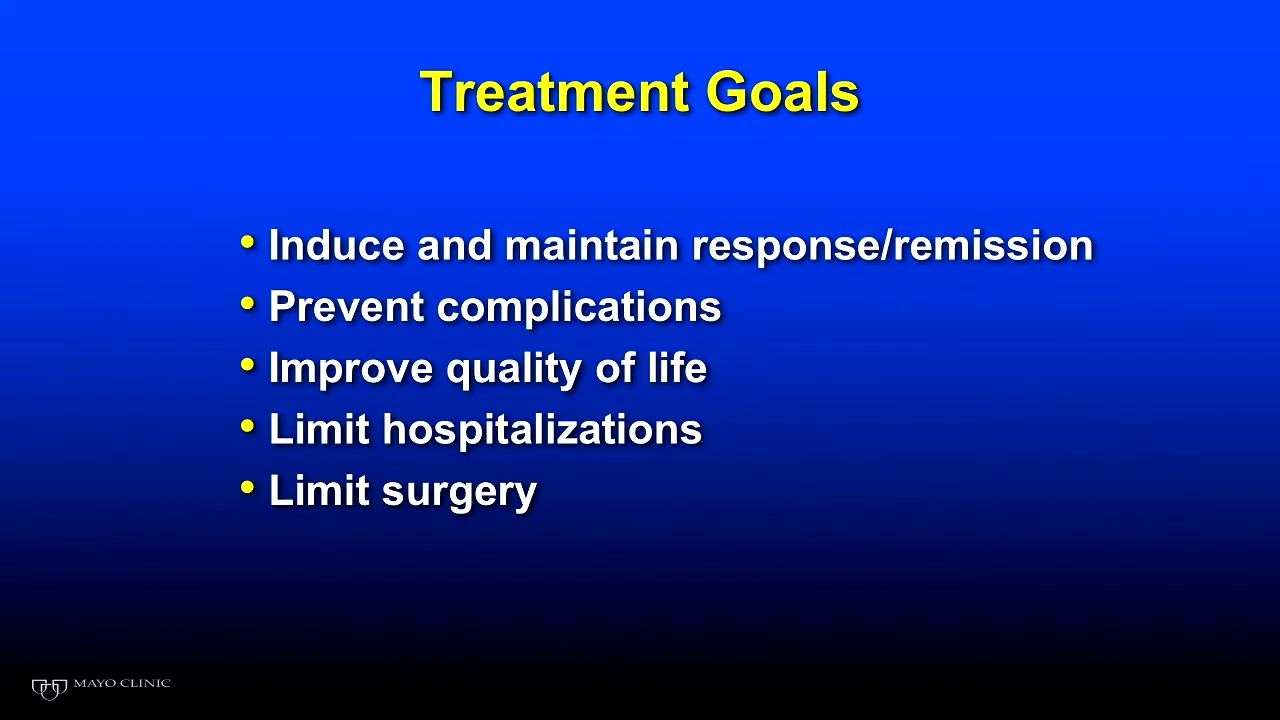 Treatment Goals
• Induce and maintain response/remission
• Prevent complications
• Improve quality of life
• Limit hospitalizations
• Limit surgery
MAYO CLINIC